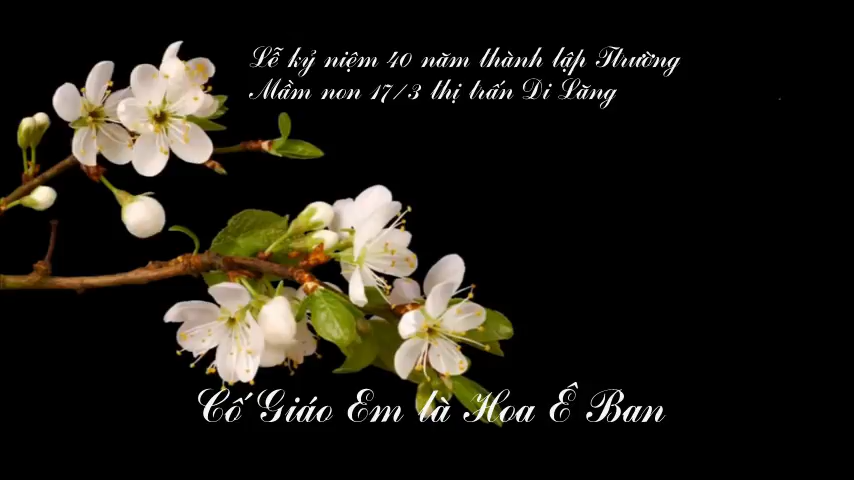 Lễ kỷ niệm 40 năm thành lập Trường
Mầm non 17/3 thị trấn Di Lăng
Cố Giáo Em là Hoa Ê Ban